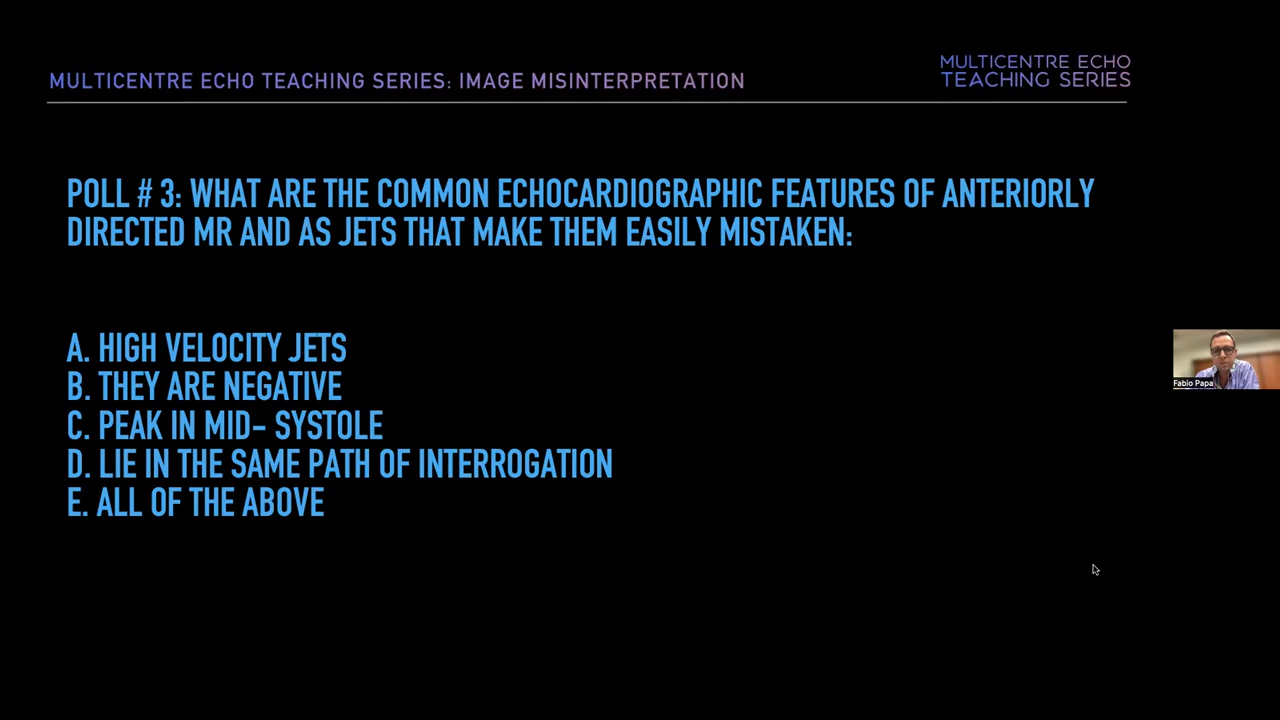 MULTICENTRE ECHO TEACHING SERIES: IMAGE MISINTERPRETATION
MULTICENTRE ECHO
TEACHING SERIES
POLL # 3: WHAT ARE THE COMMON ECHOCARDIOGRAPHIC FEATURES OF ANTERIORLY
DIRECTED MR AND AS JETS THAT MAKE THEM EASILY MISTAKEN:
A. HIGH VELOCITY JETS
B. THEY ARE NEGATIVE
C. PEAK IN MID- SYSTOLE
D. LIE IN THE SAME PATH OF INTERROGATION
E. ALL OF THE ABOVE
Fabio Papa